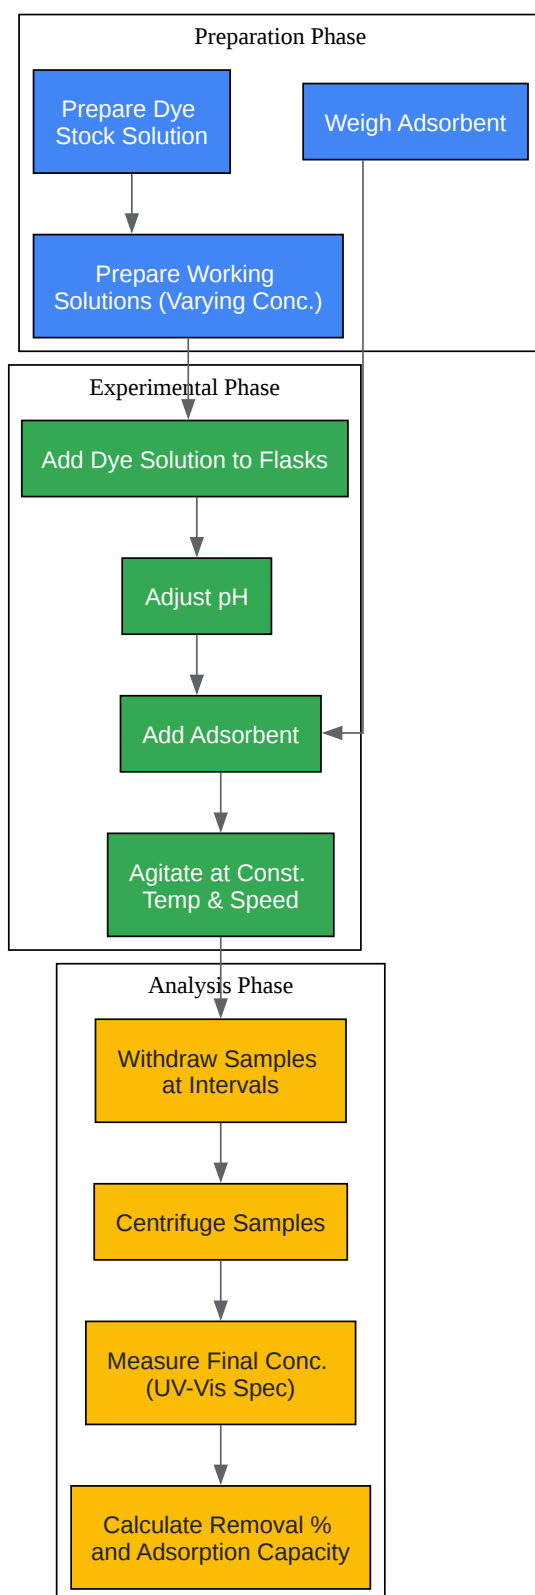 Preparation Phase
Prepare Dye
Stock Solution
Weigh Adsorbent
Prepare Working
Solutions (Varying Conc.)
Experimental Phase
Add Dye Solution to Flasks
Adjust pH
Add Adsorbent
Agitate at Const.
Temp & Speed
Analysis Phase
Withdraw Samples
at Intervals
Centrifuge Samples
Measure Final Conc.
(UV-Vis Spec)
Calculate Removal %
and Adsorption Capacity